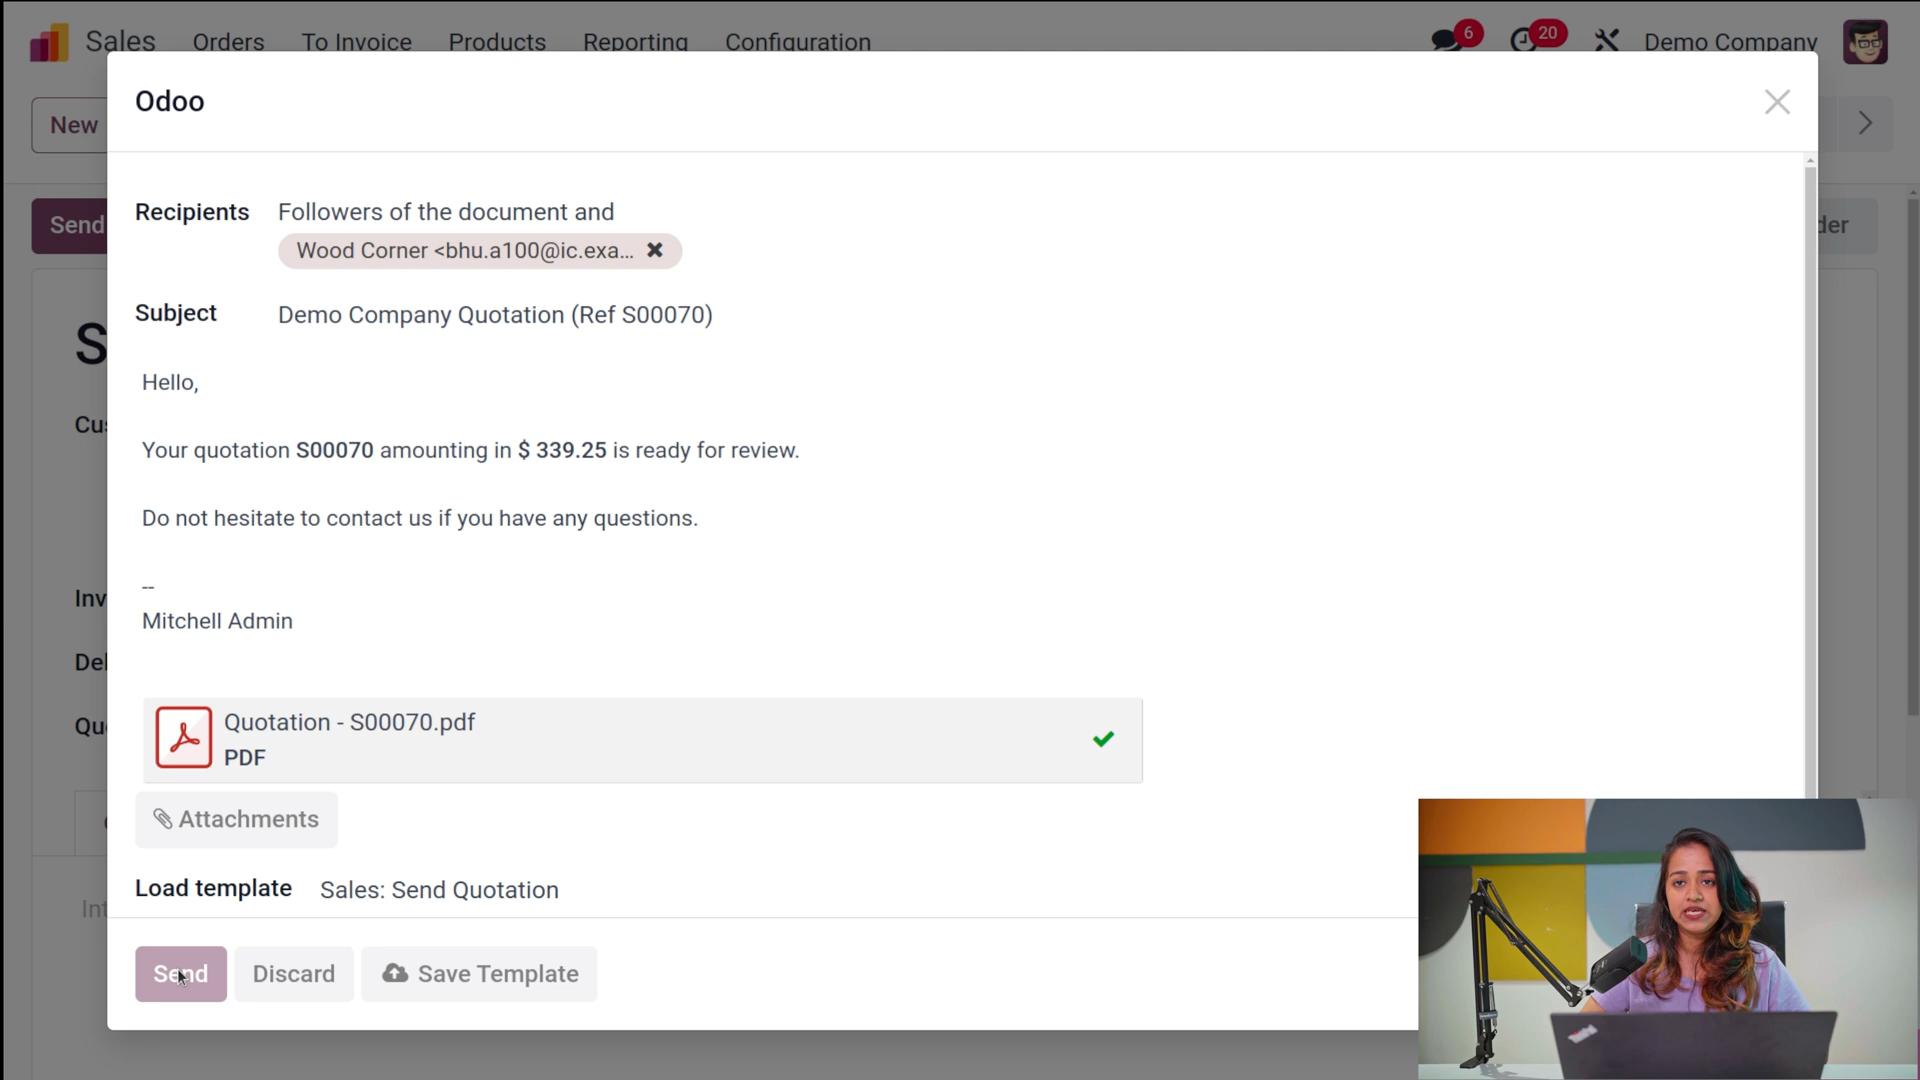 Sales Orders To Invoice Products Reporting Configuration 6 20 Demo Company
New
Odoo
Send
Recipients Followers of the document and
Wood Corner <bhu.a100@ic.exa...
Subject Demo Company Quotation (Ref S00070)
Hello,
Your quotation S00070 amounting in $ 339.25 is ready for review.
Do not hesitate to contact us if you have any questions.
--
Mitchell Admin
Quotation - S00070.pdf
PDF
Attachments
Load template Sales: Send Quotation
Send Discard Save Template